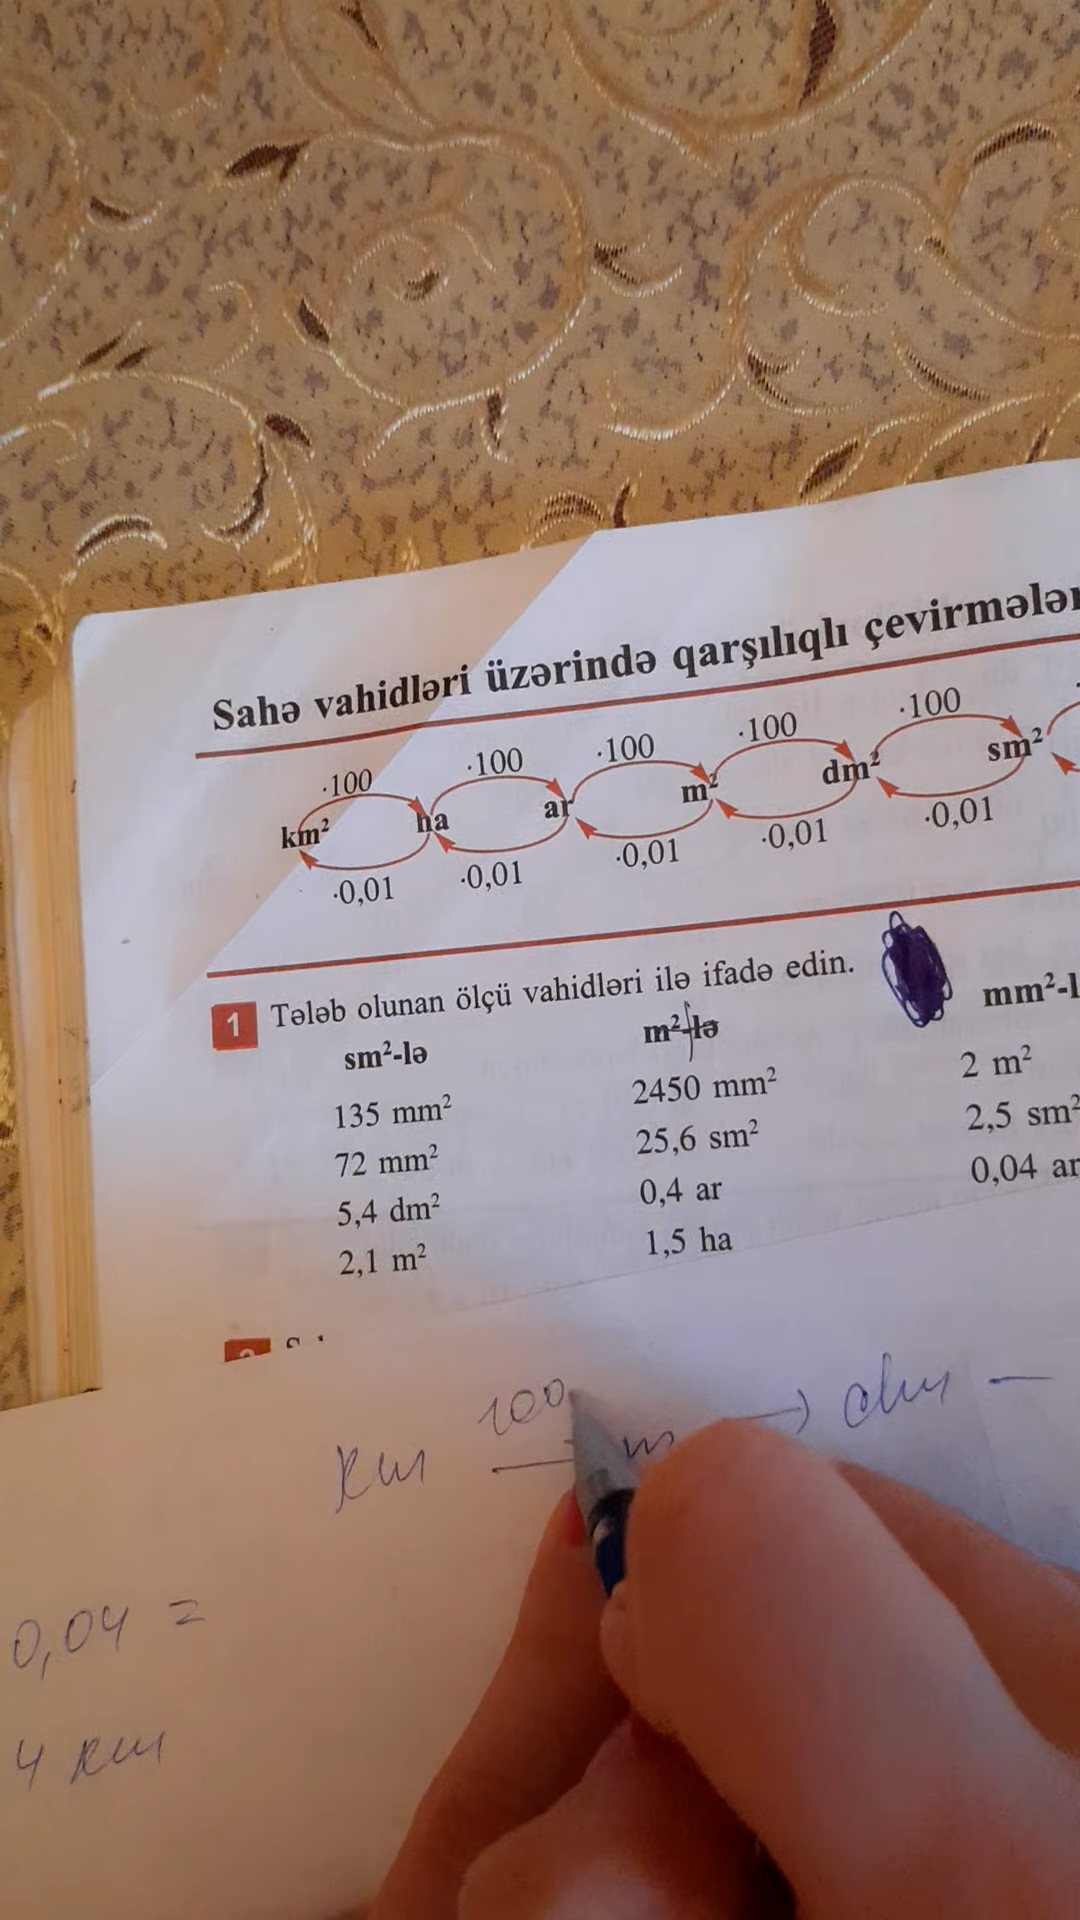 Sahə vahidləri üzərində qarşılıqlı çevirmələr
·100 ·100 ·100 ·100 ·100
km² ha ar m² dm² sm²
·0,01 ·0,01 ·0,01 ·0,01 ·0,01
1 Tələb olunan ölçü vahidləri ilə ifadə edin.
sm²-lə m²-lə mm²-l
135 mm² 2450 mm² 2 m²
72 mm² 25,6 sm² 2,5 sm²
5,4 dm² 0,4 ar 0,04 ar
2,1 m² 1,5 ha
100
km → m → dm —
0,04 =
4 km